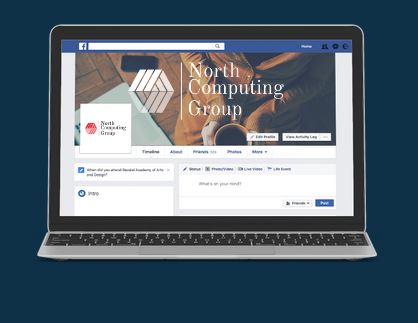 Home
North
Computing
Group
North
Computing
Group
Edit Profile
View Activity Log
Timeline About Friends Photos More
When did you attend Bezalel Academy of Arts
and Design?
Intro
Status Photo/Video Live Video Life Event
What's on your mind?
Friends
Post